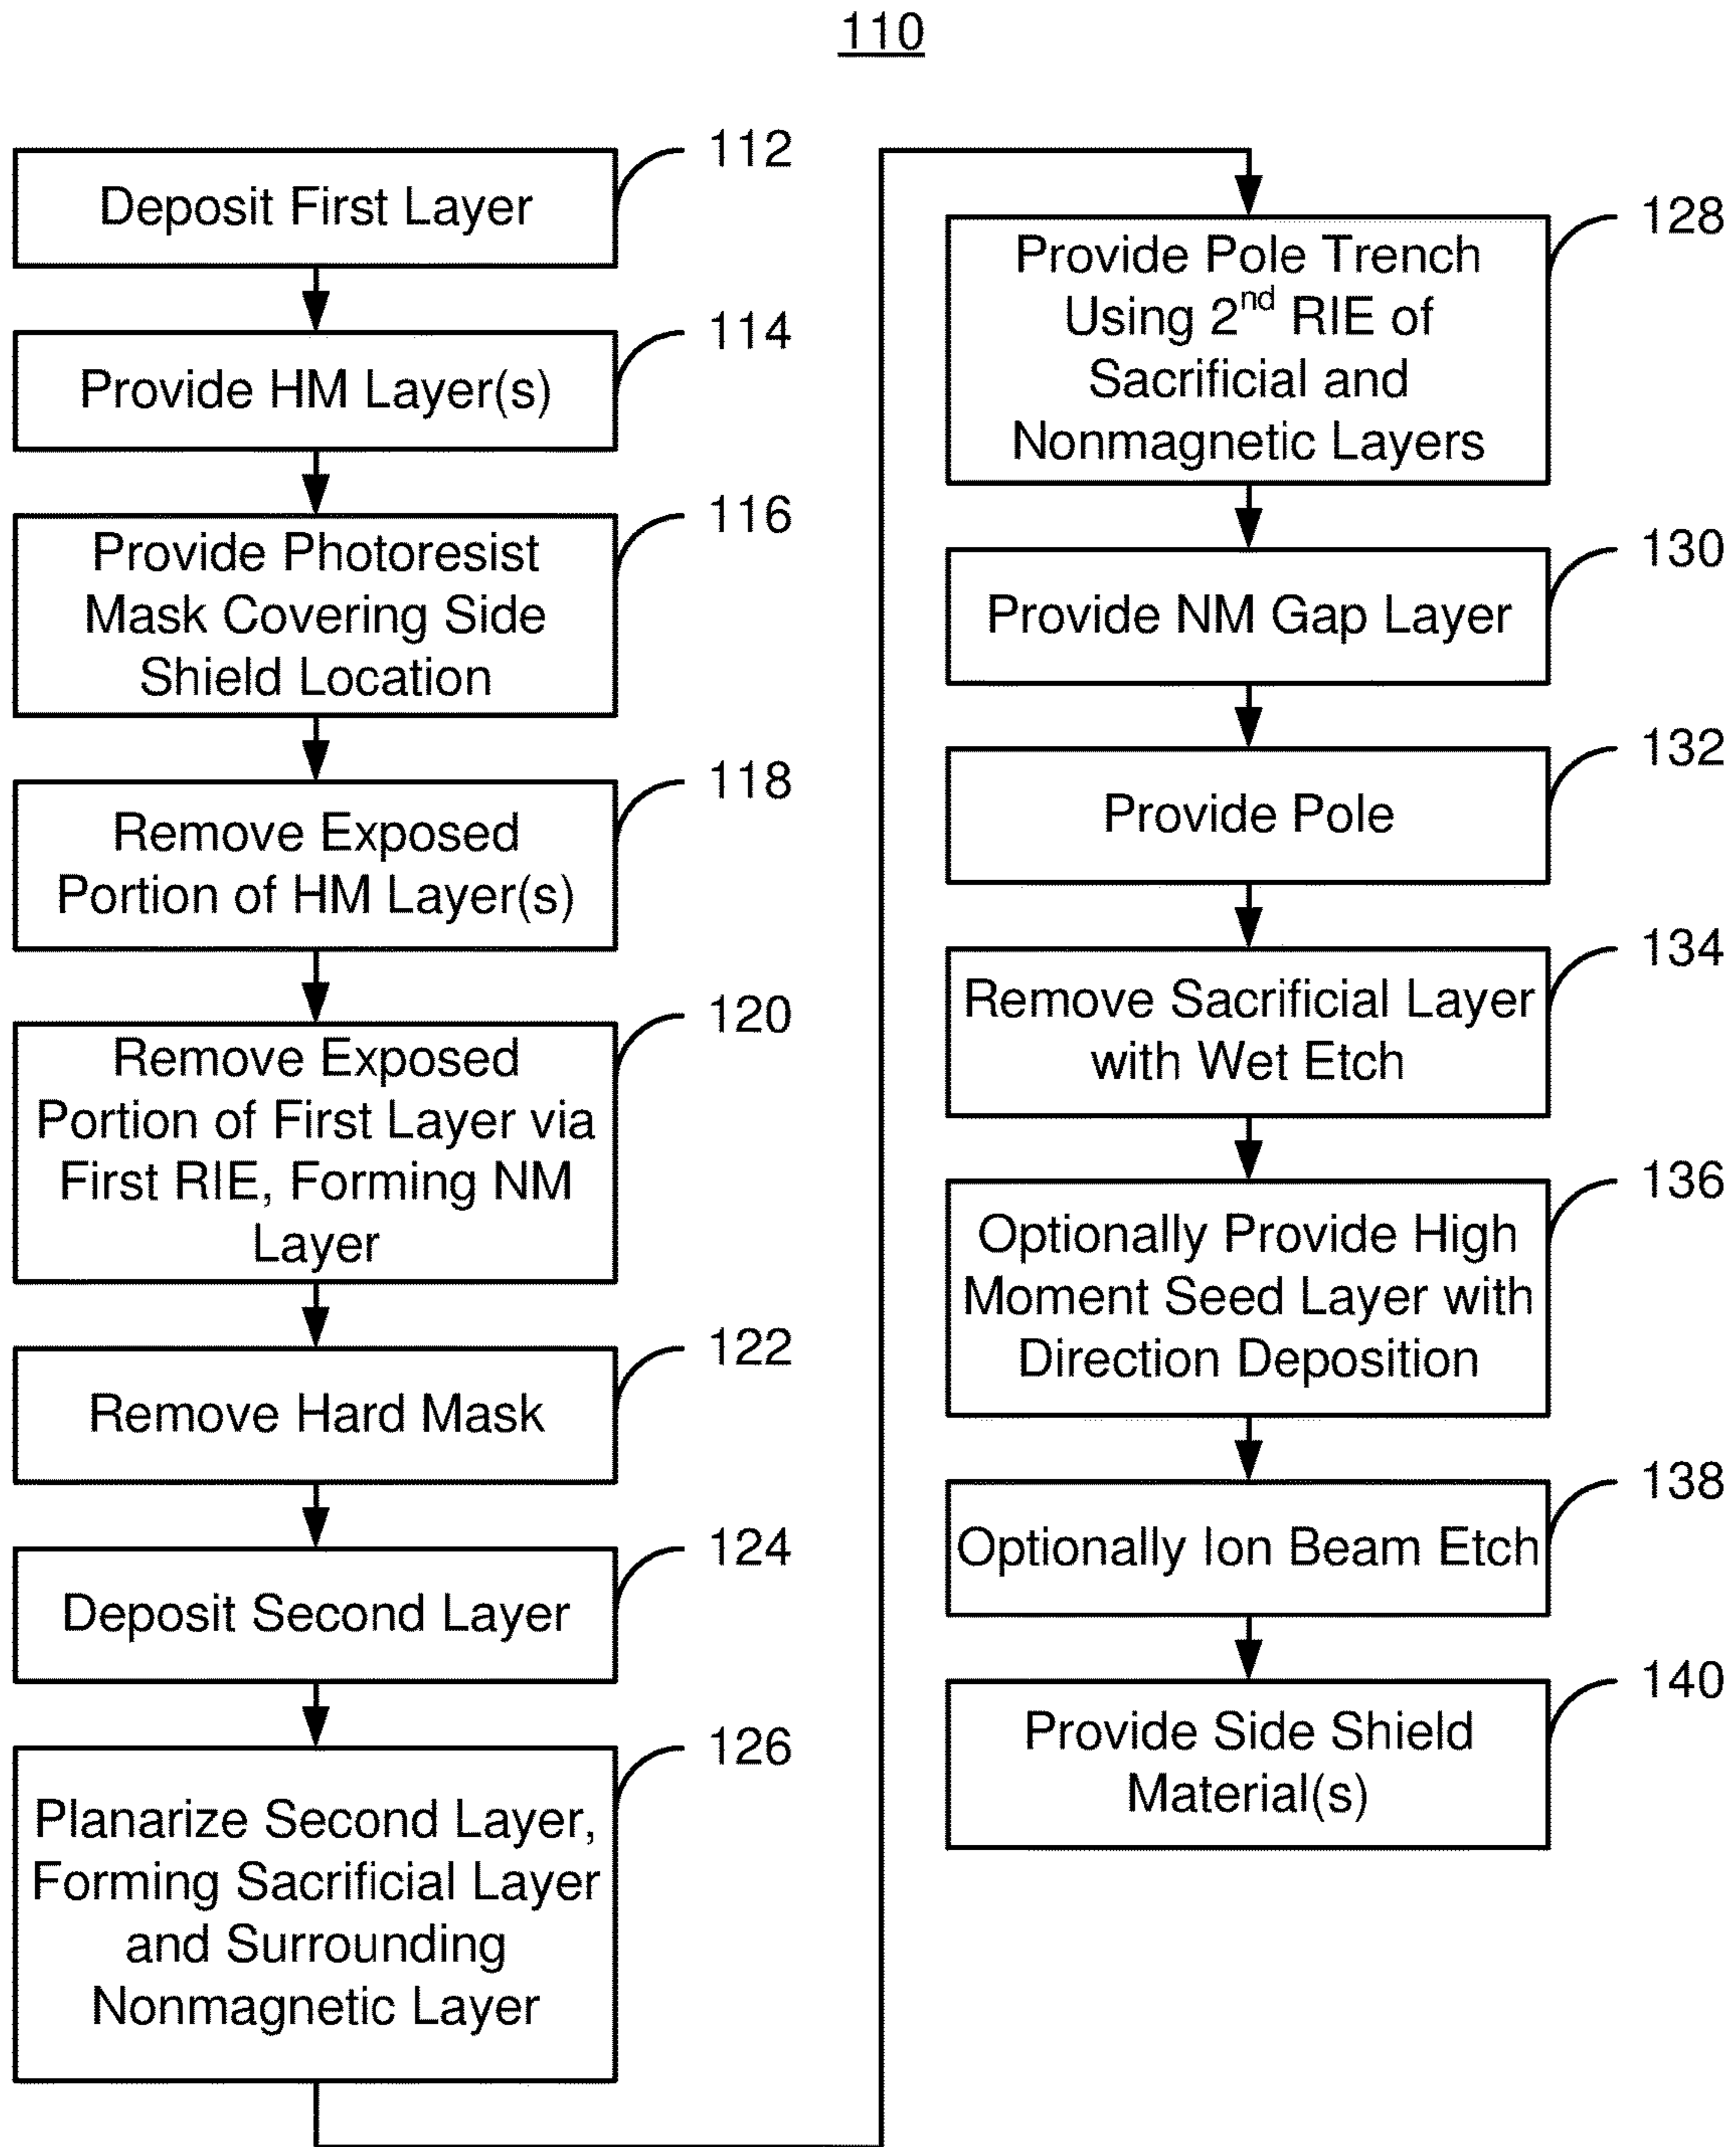 110
112
Deposit First Layer
114
Provide HM Layer(s)
116
Provide Photoresist
Mask Covering Side
Shield Location
118
Remove Exposed
Portion of HM Layer(s)
120
Remove Exposed
Portion of First Layer via
First RIE, Forming NM
Layer
122
Remove Hard Mask
124
Deposit Second Layer
126
Planarize Second Layer,
Forming Sacrificial Layer
and Surrounding
Nonmagnetic Layer
128
Provide Pole Trench
Using 2nd RIE of
Sacrificial and
Nonmagnetic Layers
130
Provide NM Gap Layer
132
Provide Pole
134
Remove Sacrificial Layer
with Wet Etch
136
Optionally Provide High
Moment Seed Layer with
Direction Deposition
138
Optionally Ion Beam Etch
140
Provide Side Shield
Material(s)